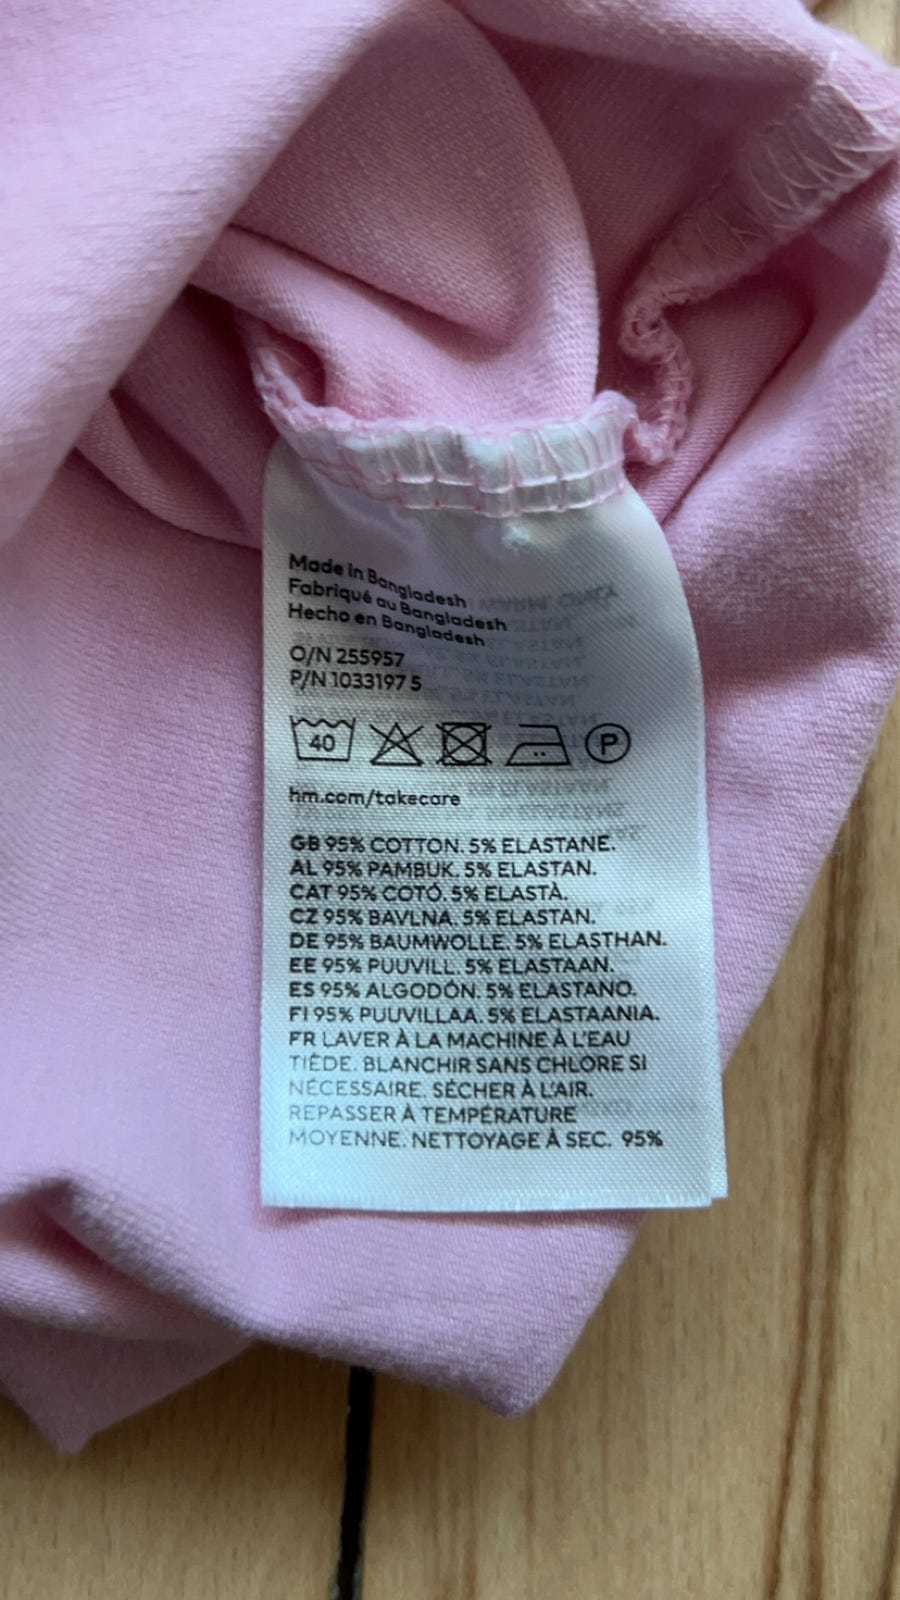 Made in Bangladesh
Fabriqué au Bangladesh
Hecho en Bangladesh
O/N 255957
P/N 1033197 5
40
P
hm.com/takecare
GB 95% COTTON. 5% ELASTANE.
AL 95% PAMBUK. 5% ELASTAN.
CAT 95% COTÓ. 5% ELASTÀ.
CZ 95% BAVLNA. 5% ELASTAN.
DE 95% BAUMWOLLE. 5% ELASTHAN.
EE 95% PUUVILL. 5% ELASTAAN.
ES 95% ALGODÓN. 5% ELASTANO.
FI 95% PUUVILLAA. 5% ELASTAANIA.
FR LAVER À LA MACHINE À L'EAU
TIÈDE. BLANCHIR SANS CHLORE SI
NÉCESSAIRE. SÉCHER À L'AIR.
REPASSER À TEMPÉRATURE
MOYENNE. NETTOYAGE À SEC. 95%